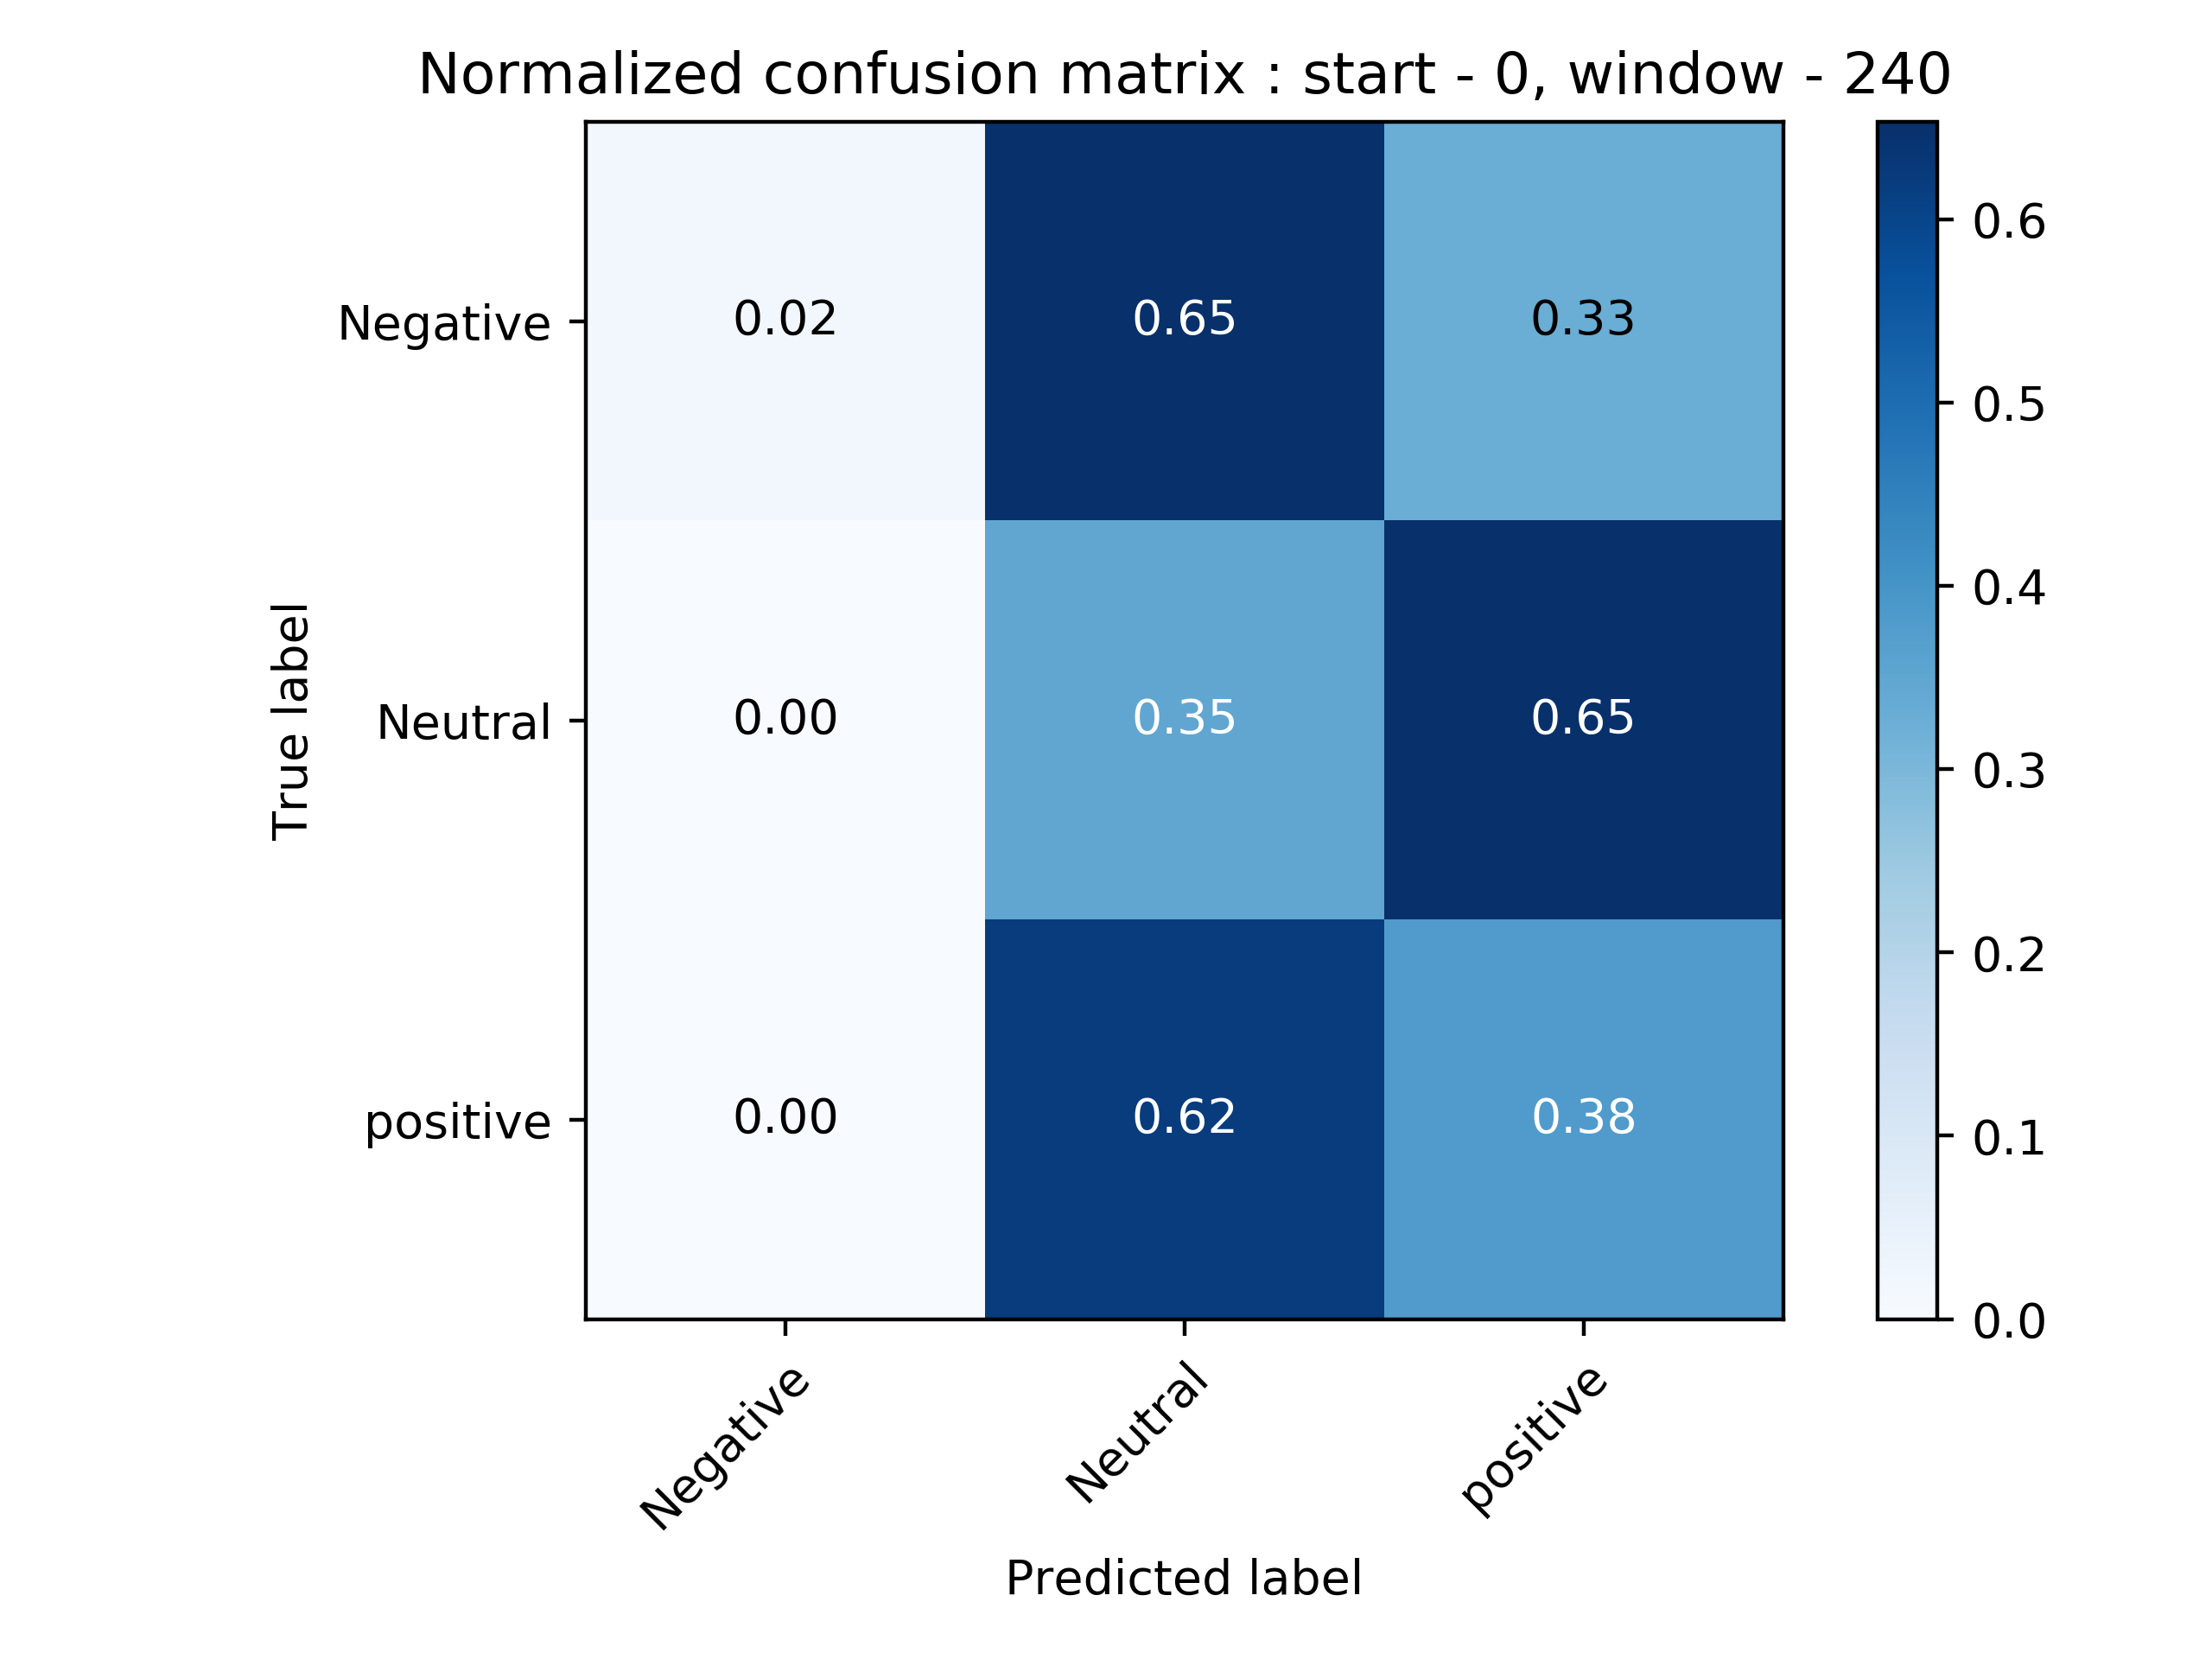 Normalized confusion matrix : start - 0, window - 240
True label
Negative
Neutral
positive
0.02 0.65 0.33
0.00 0.35 0.65
0.00 0.62 0.38
Negative Neutral positive
Predicted label
0.6
0.5
0.4
0.3
0.2
0.1
0.0